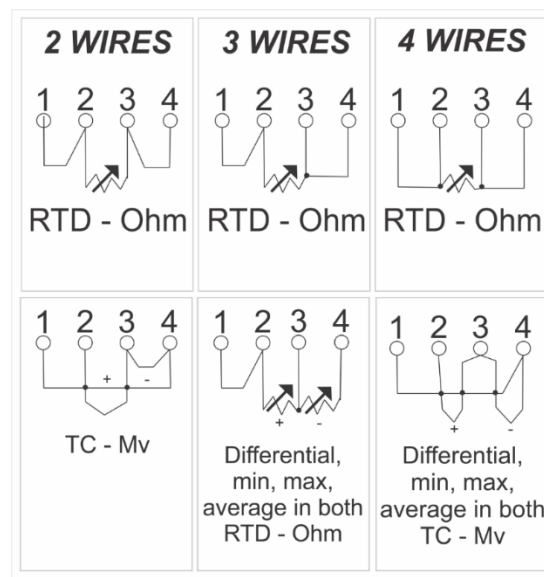 2 WIRES
1 2 3 4
RTD - Ohm
3 WIRES
1 2 3 4
RTD - Ohm
4 WIRES
1 2 3 4
RTD - Ohm
1 2 3 4
+ -
TC - Mv
1 2 3 4
+ -
Differential,
min, max,
average in both
RTD - Ohm
1 2 3 4
+ -
Differential,
min, max,
average in both
TC - Mv